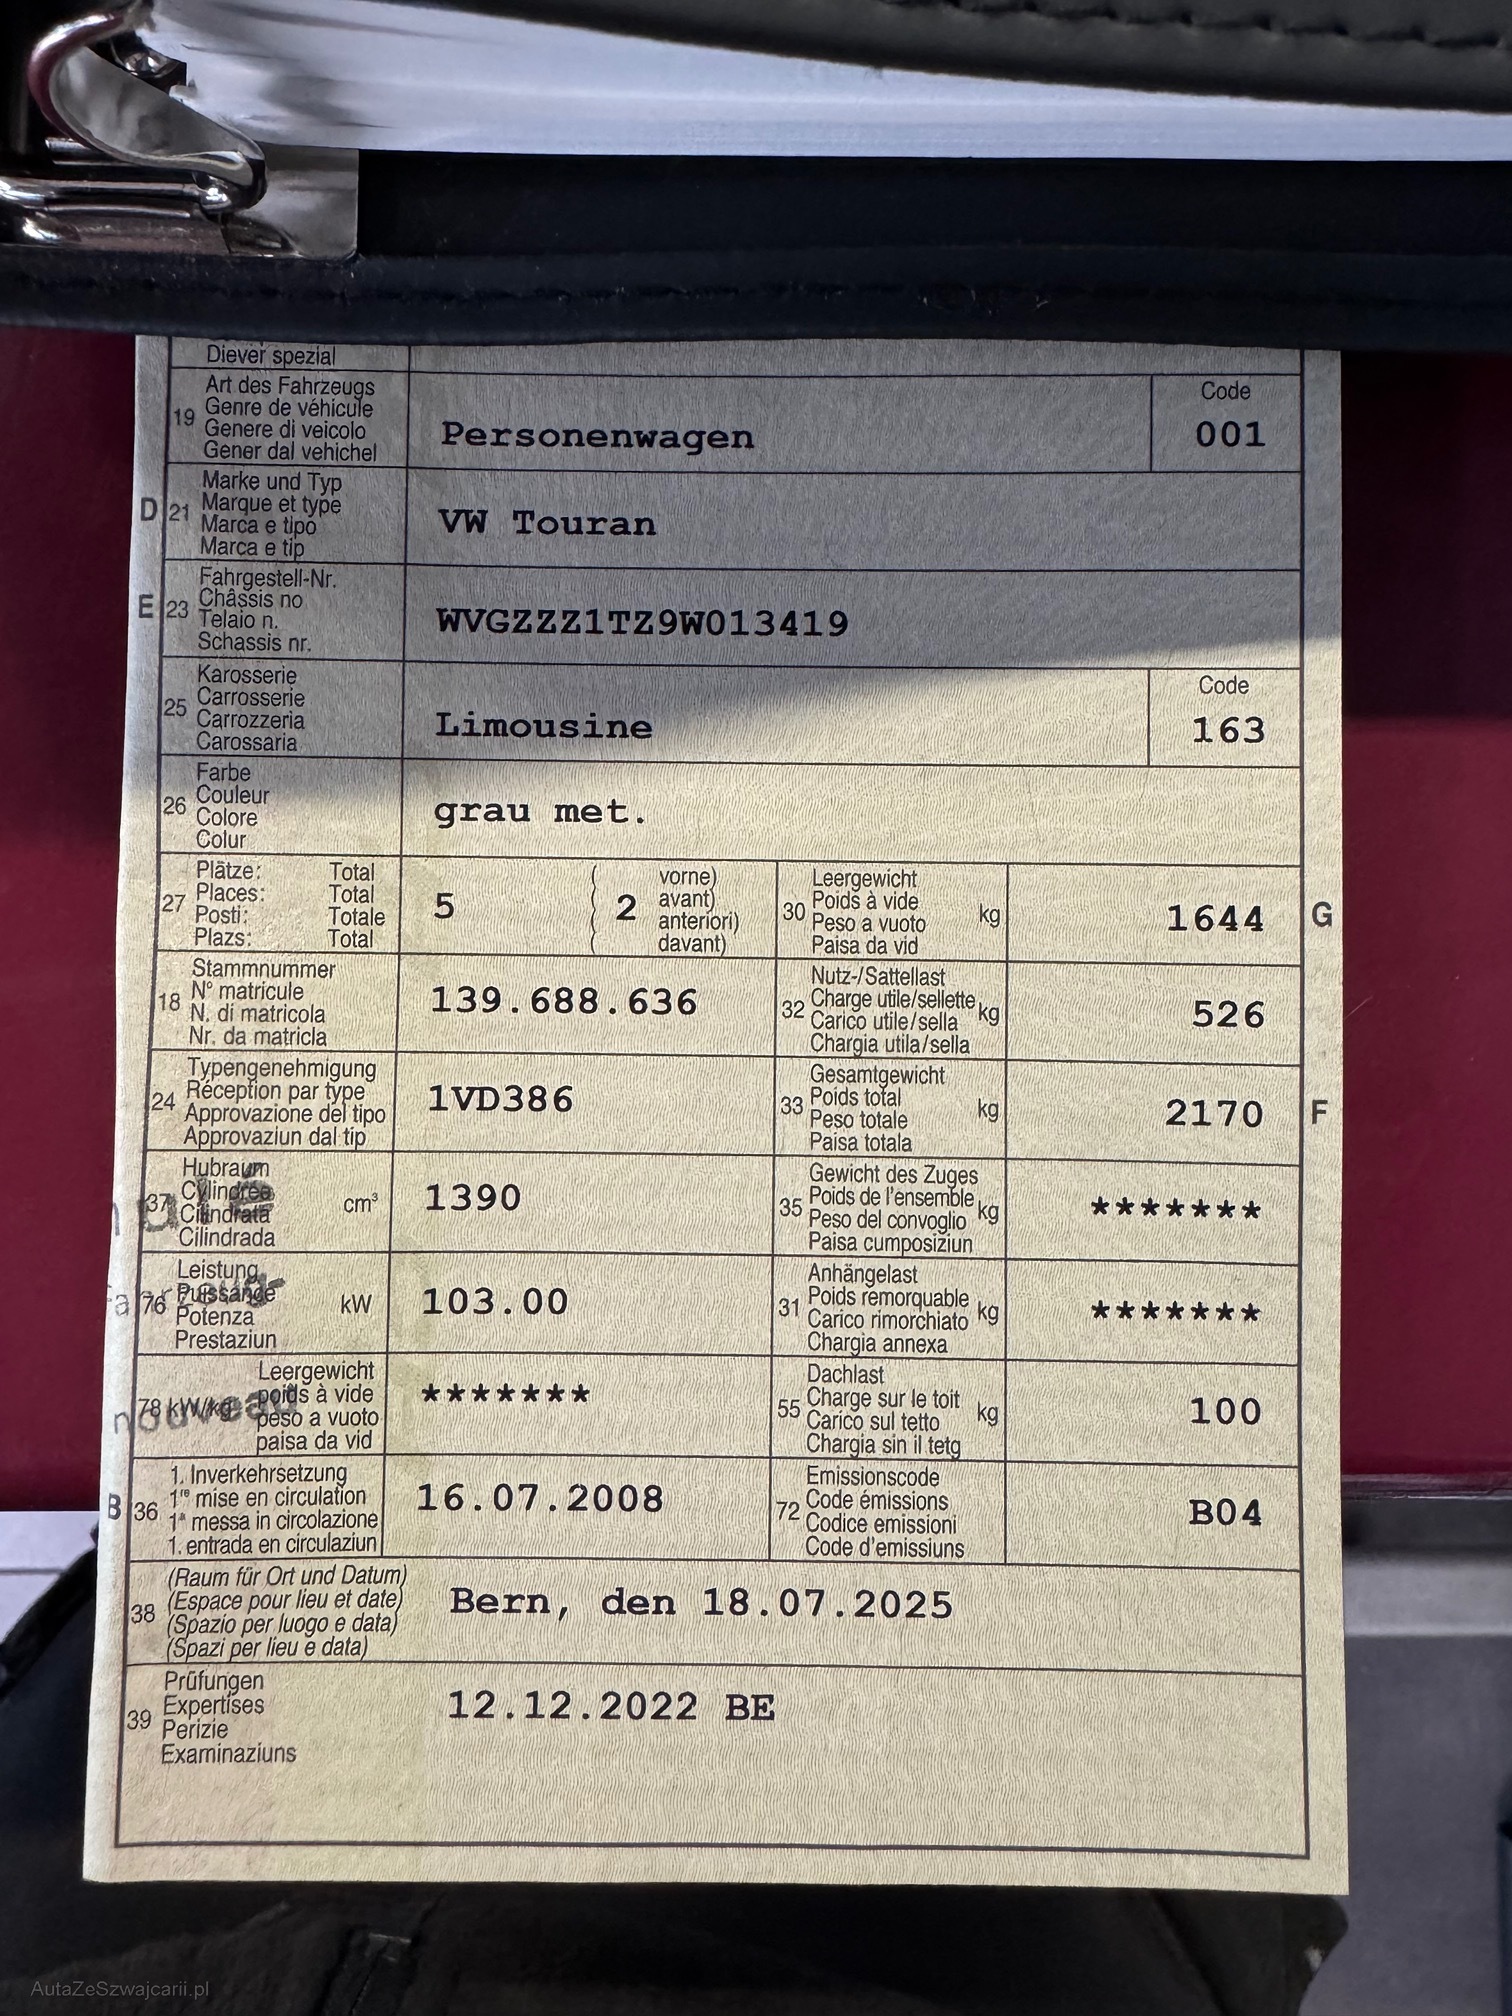 Diever spezial
19 Art des Fahrzeugs
Genre de véhicule
Genere di veicolo
Gener dal vehichel
Personenwagen
Code
001
D 21 Marke und Typ
Marque et type
Marca e tipo
Marca e tip
VW Touran
E 23 Fahrgestell-Nr.
Châssis no
Telaio n.
Schassis nr.
WVGZZZ1TZ9W013419
25 Karosserie
Carrosserie
Carrozzeria
Carossaria
Limousine
Code
163
26 Farbe
Couleur
Colore
Colur
grau met.
27 Plätze: Total
Places: Total
Posti: Totale
Plazs: Total
5
( 2 vorne)
avant)
anteriori)
( davant)
30 Leergewicht
Poids à vide
Peso a vuoto
Paisa da vid
kg
1644 G
18 Stammnummer
N° matricule
N. di matricola
Nr. da matricla
139.688.636
32 Nutz-/Sattellast
Charge utile/sellette
Carico utile/sella
Chargia utila/sella
kg
526
24 Typengenehmigung
Réception par type
Approvazione del tipo
Approvaziun dal tip
1VD386
33 Gesamtgewicht
Poids total
Peso totale
Paisa totala
kg
2170 F
37 Hubraum
Cylindrée
Cilindrata
Cilindrada
cm³
1390
35 Gewicht des Zuges
Poids de l'ensemble
Peso del convoglio
Paisa cumposiziun
kg
*******
76 Leistung
Puissance
Potenza
Prestaziun
kW
103.00
31 Anhängelast
Poids remorquable
Carico rimorchiato
Chargia annexa
kg
*******
78 kW/kg Leergewicht
poids à vide
peso a vuoto
paisa da vid
nouveau
*******
55 Dachlast
Charge sur le toit
Carico sul tetto
Chargia sin il tetg
kg
100
B 36 1. Inverkehrsetzung
1re mise en circulation
1a messa in circolazione
1. entrada en circulaziun
16.07.2008
72 Emissionscode
Code émissions
Codice emissioni
Code d'emissiuns
B04
38 (Raum für Ort und Datum)
(Espace pour lieu et date)
(Spazio per luogo e data)
(Spazi per lieu e data)
Bern, den 18.07.2025
39 Prüfungen
Expertises
Perizie
Examinaziuns
12.12.2022 BE
AutaZeSzwajcarii.pl